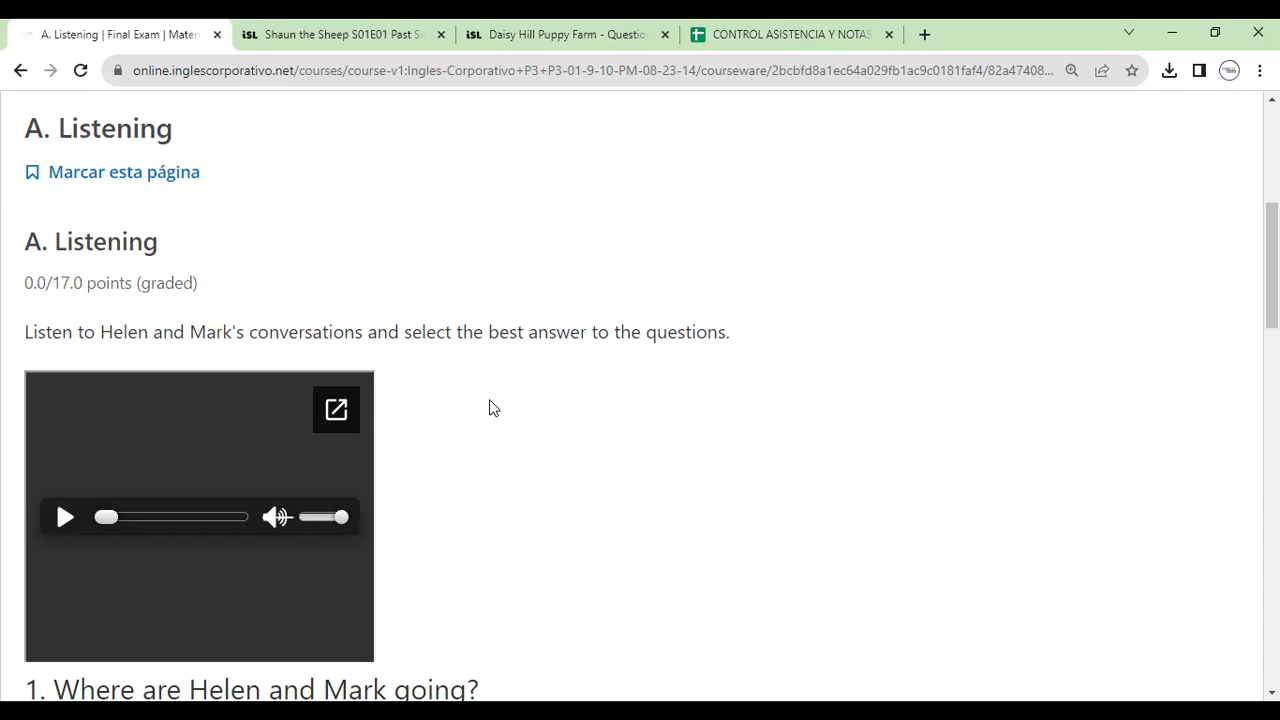 A. Listening | Final Exam | Mater
iSL Shaun the Sheep S01E01 Past Si
iSL Daisy Hill Puppy Farm - Questio
CONTROL ASISTENCIA Y NOTAS
online.inglescorporativo.net/courses/course-v1:Ingles-Corporativo+P3+P3-01-9-10-PM-08-23-14/courseware/2bcbfd8a1ec64a029fb1ac9c0181faf4/82a47408...
A. Listening
Marcar esta página
A. Listening
0.0/17.0 points (graded)
Listen to Helen and Mark's conversations and select the best answer to the questions.
1. Where are Helen and Mark going?